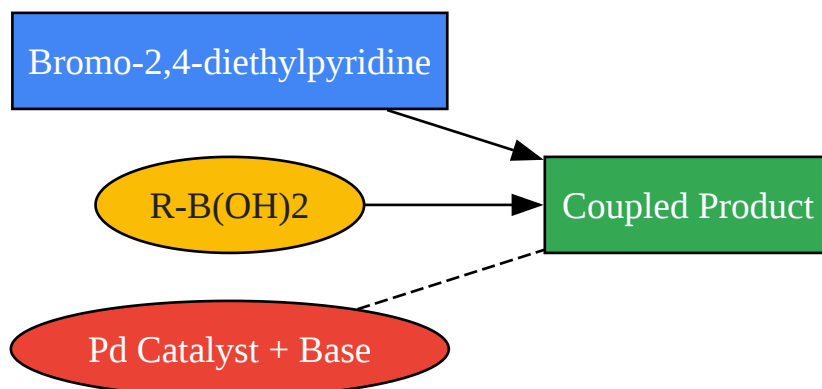 Bromo-2,4-diethylpyridine
R-B(OH)2
Coupled Product
Pd Catalyst + Base